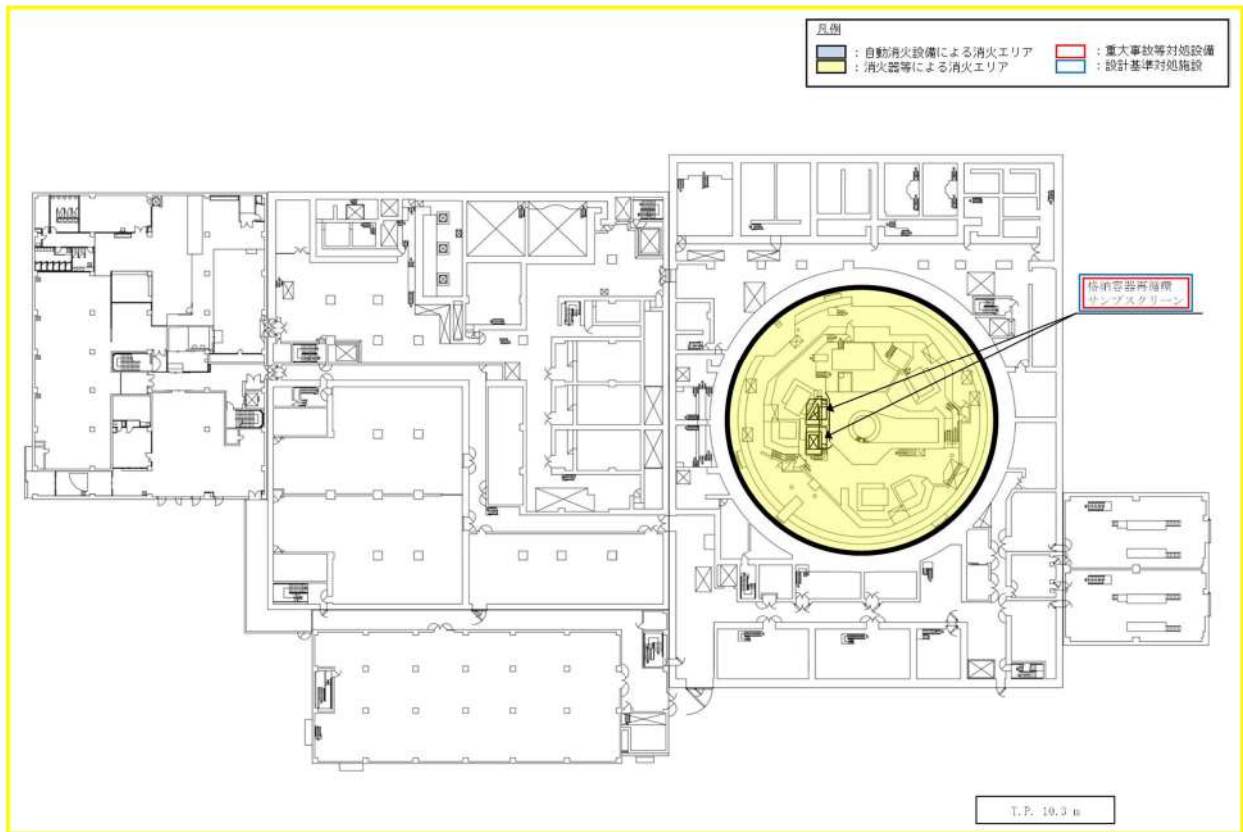 凡例
：自動消火設備による消火エリア
：重大事故等対処設備
：消火器等による消火エリア
：設計基準対処施設
格納容器再循環
サンプスクリーン
T.P. 10.3 m